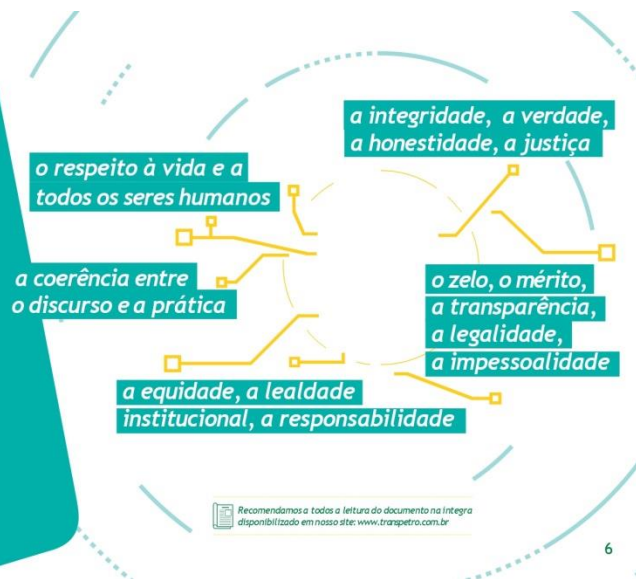 a integridade, a verdade,
a honestidade, a justiça
o respeito à vida e a
todos os seres humanos
a coerência entre
o discurso e a prática
o zelo, o mérito,
a transparência,
a legalidade,
a impessoalidade
a equidade, a lealdade
institucional, a responsabilidade
Recomendamos a todos a leitura do documento na íntegra
disponibilizado em nosso site: www.transpetro.com.br
6